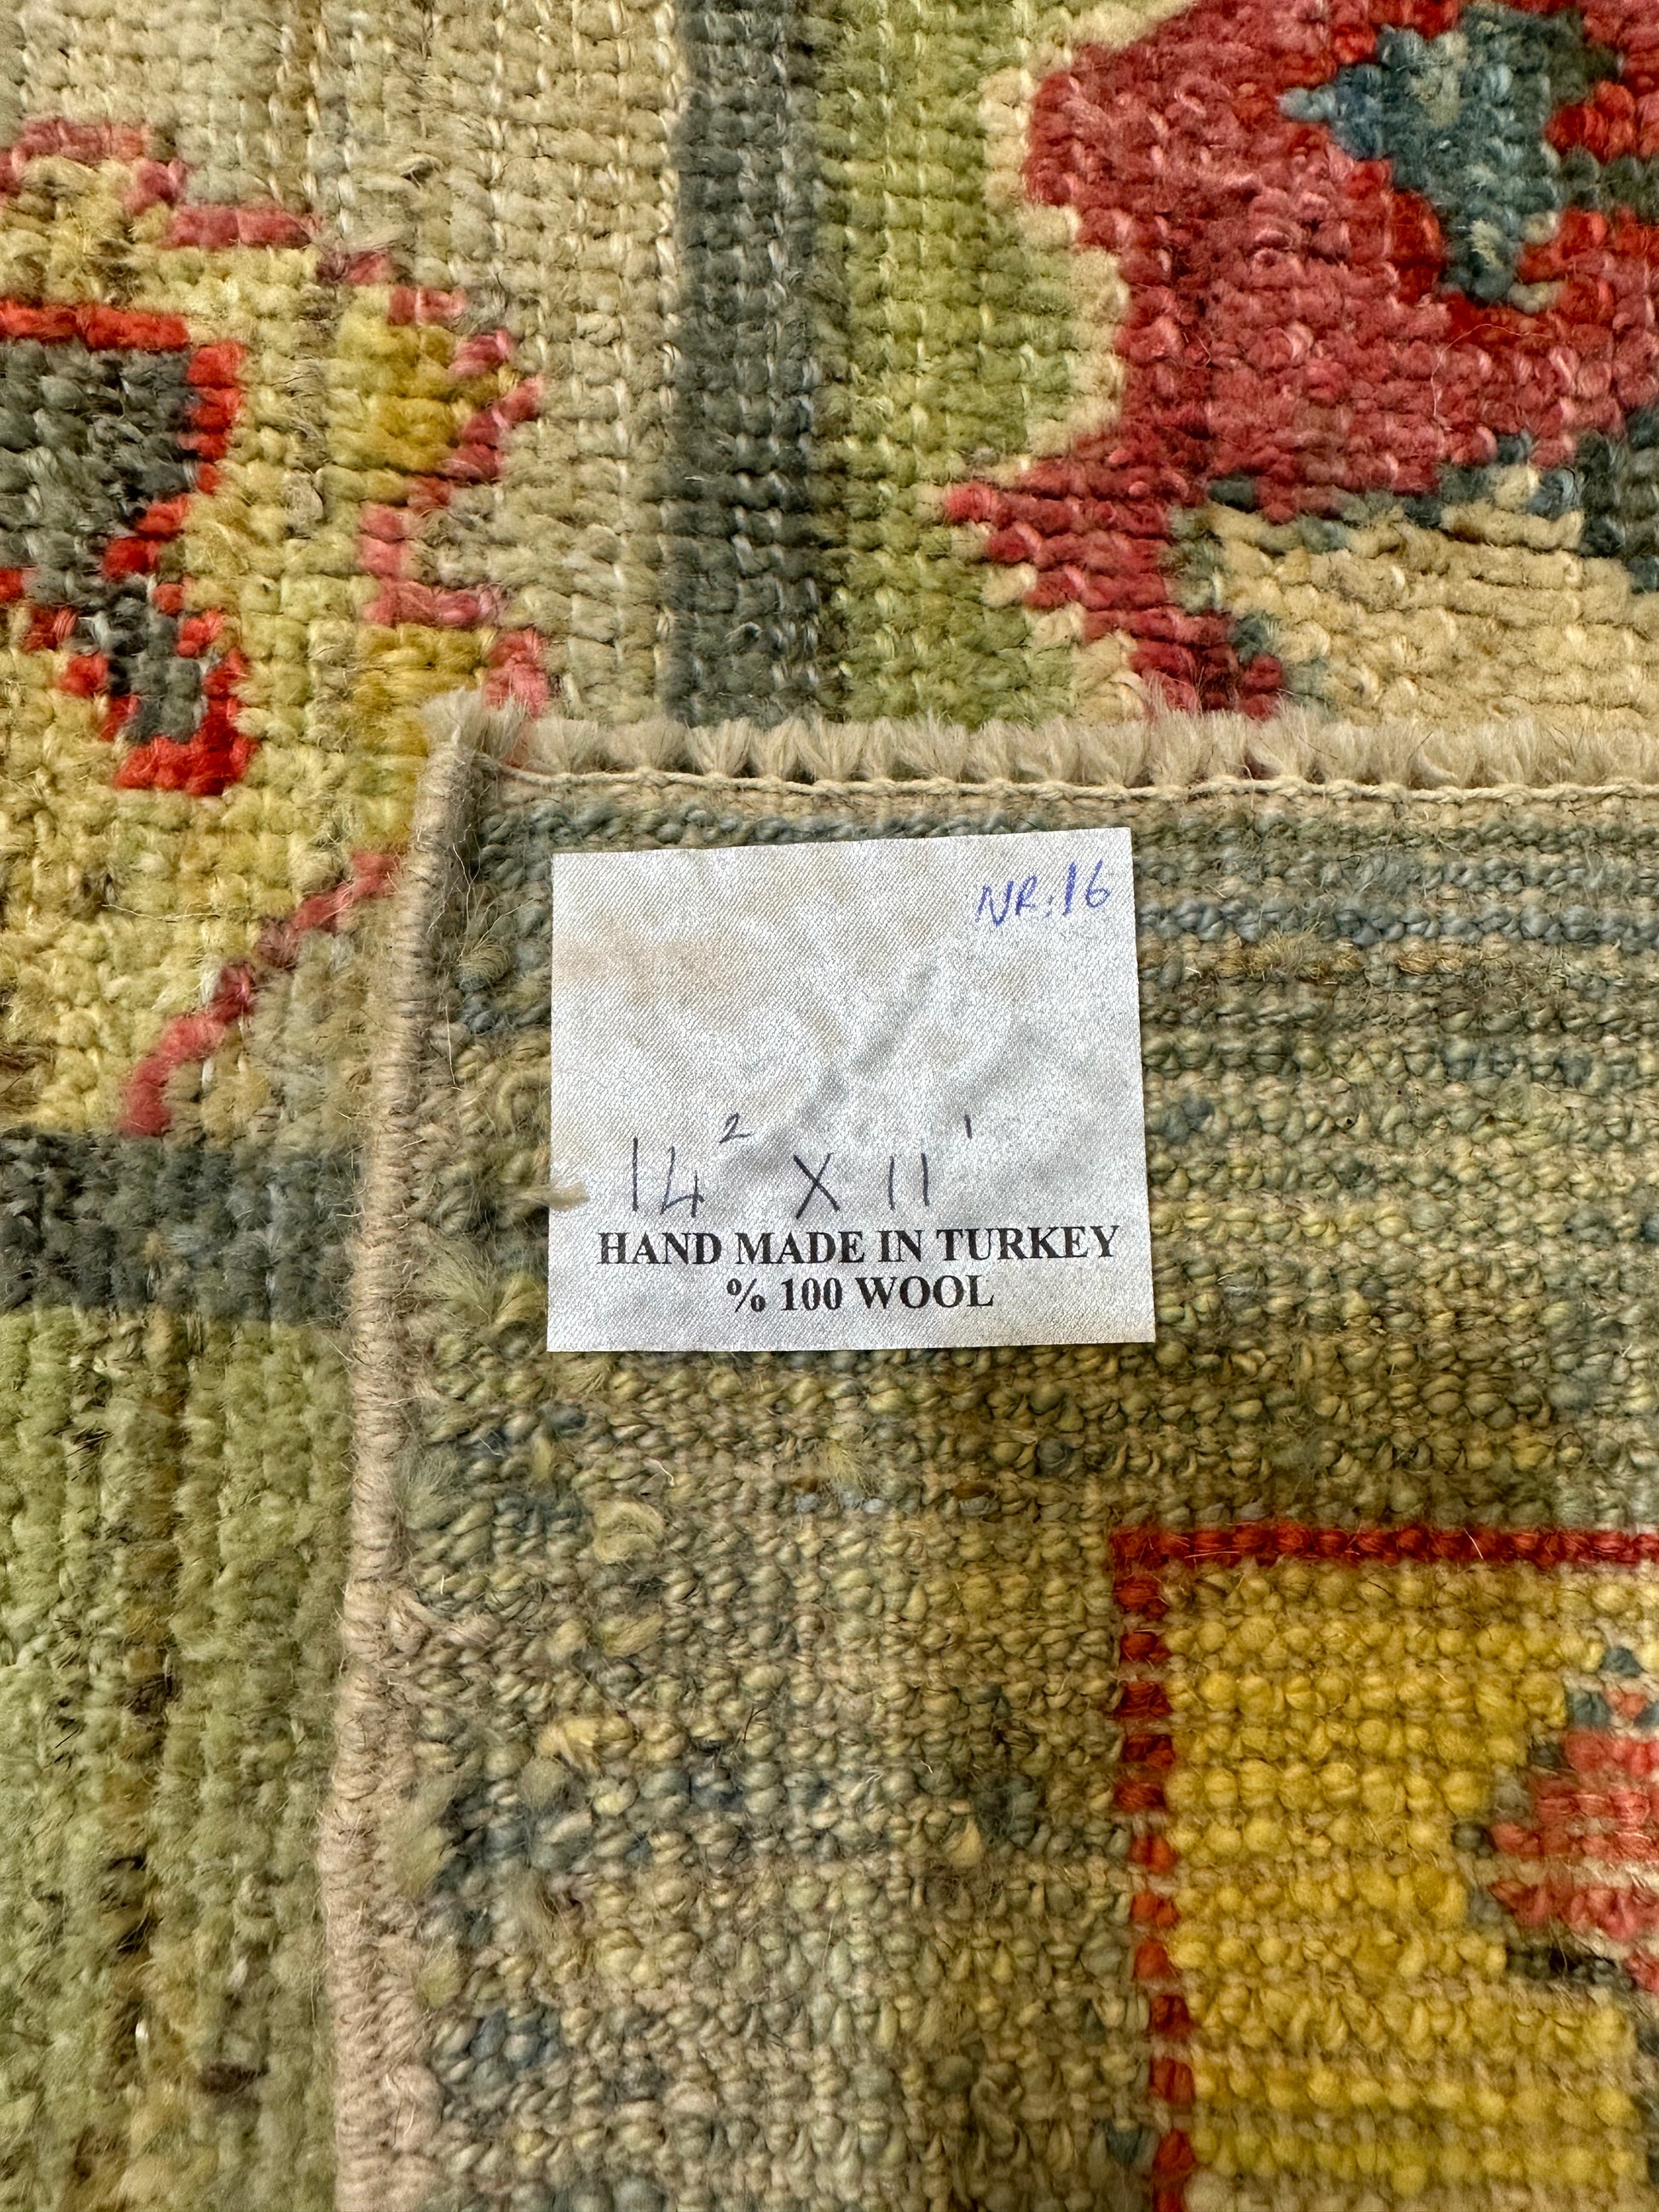 NR:16
14² X 11¹
HAND MADE IN TURKEY
% 100 WOOL